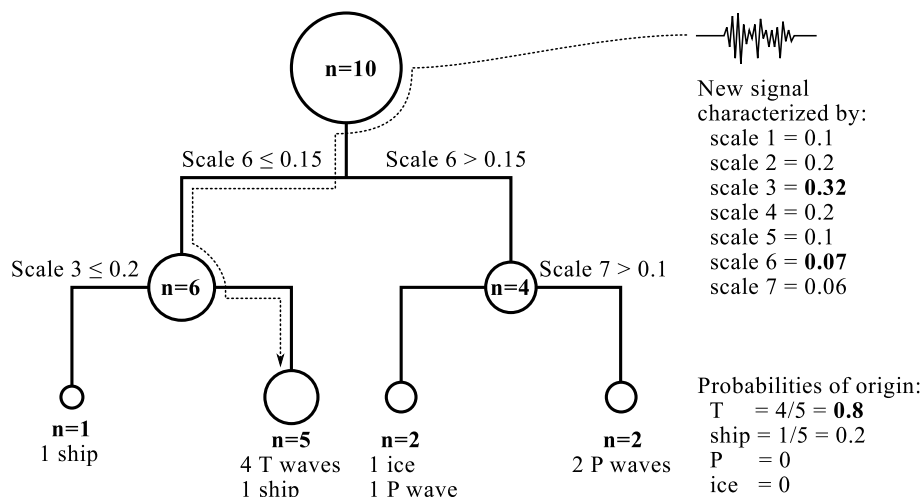 n=10
Scale 6 ≤ 0.15
Scale 6 > 0.15
Scale 3 ≤ 0.2
n=6
n=4
Scale 7 > 0.1
n=1
1 ship
n=5
4 T waves
1 ship
n=2
1 ice
1 P wave
n=2
2 P waves
New signal
characterized by:
scale 1 = 0.1
scale 2 = 0.2
scale 3 = 0.32
scale 4 = 0.2
scale 5 = 0.1
scale 6 = 0.07
scale 7 = 0.06
Probabilities of origin:
T = 4/5 = 0.8
ship = 1/5 = 0.2
P = 0
ice = 0